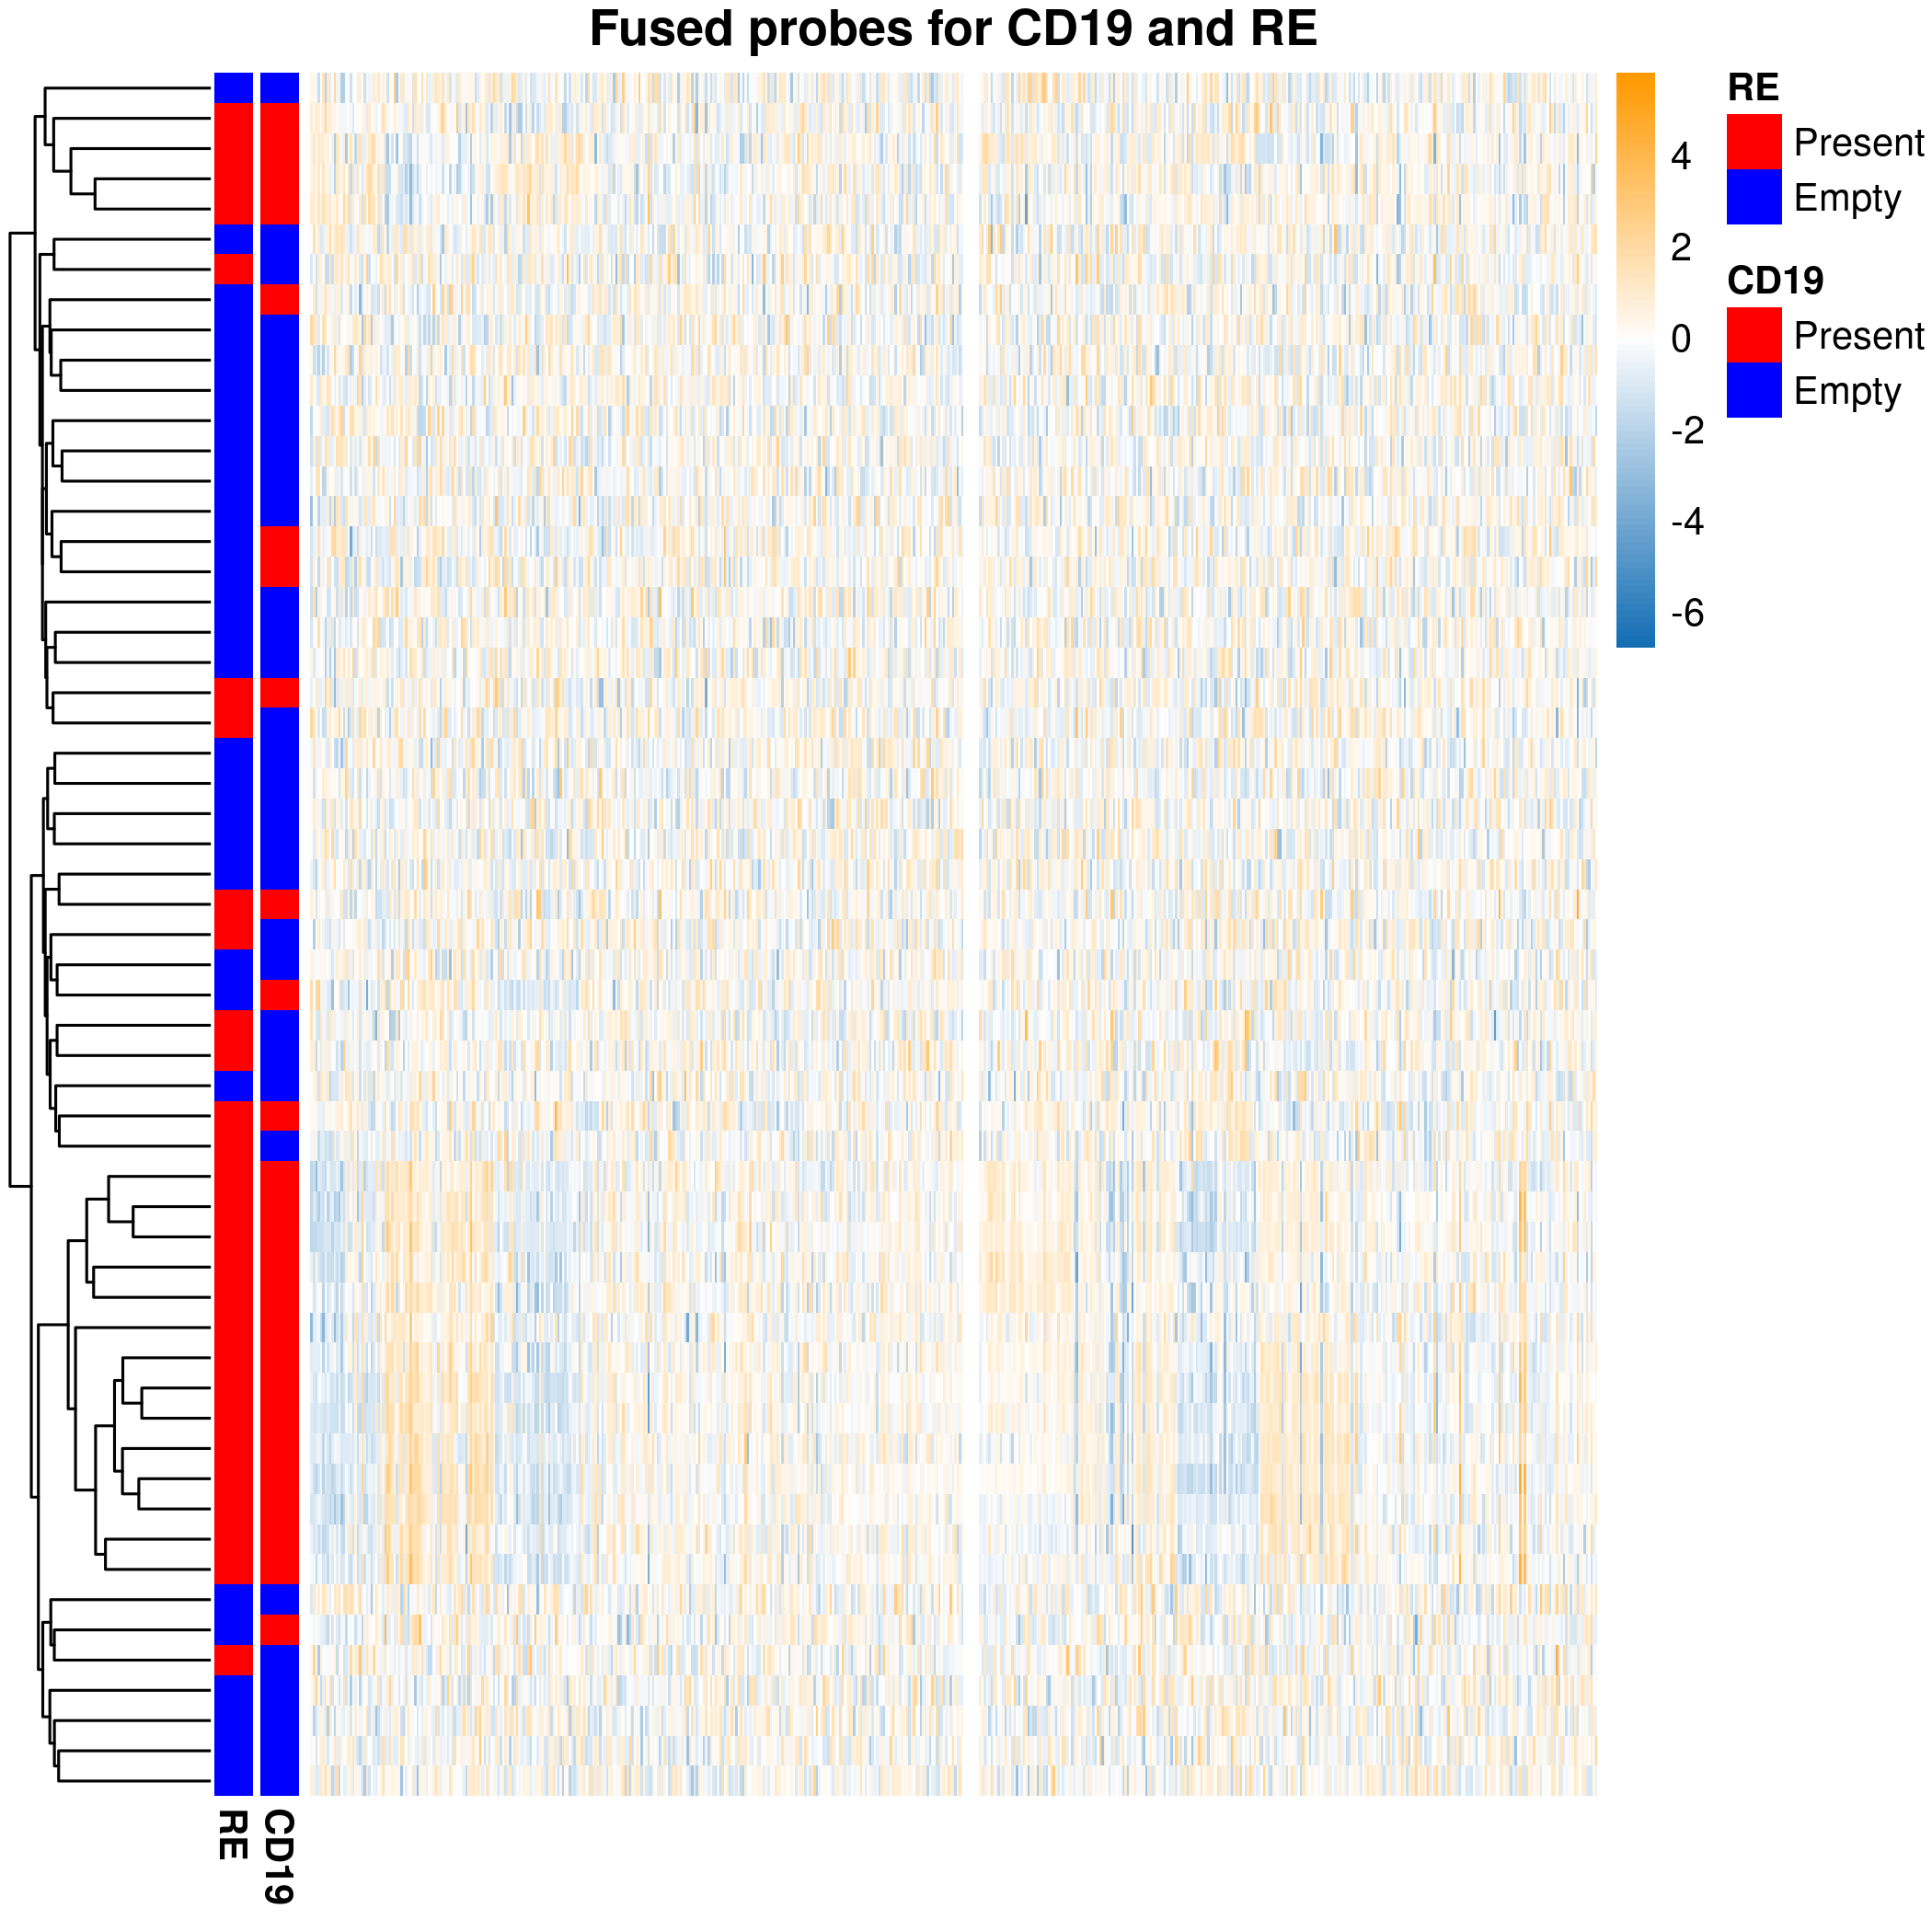 Fused probes for CD19 and RE
4
2
0
-2
-4
-6
RE
Present
Empty
CD19
Present
Empty
RE
CD19